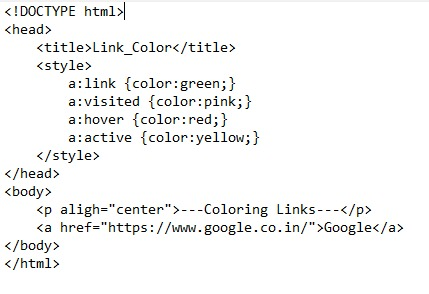 <!DOCTYPE html>
<head>
<title>Link_Color</title>
<style>
a:link {color:green;}
a:visited {color:pink;}
a:hover {color:red;}
a:active {color:yellow;}
</style>
</head>
<body>
<p aligh="center">---Coloring Links---</p>
<a href="https://www.google.co.in/">Google</a>
</body>
</html>